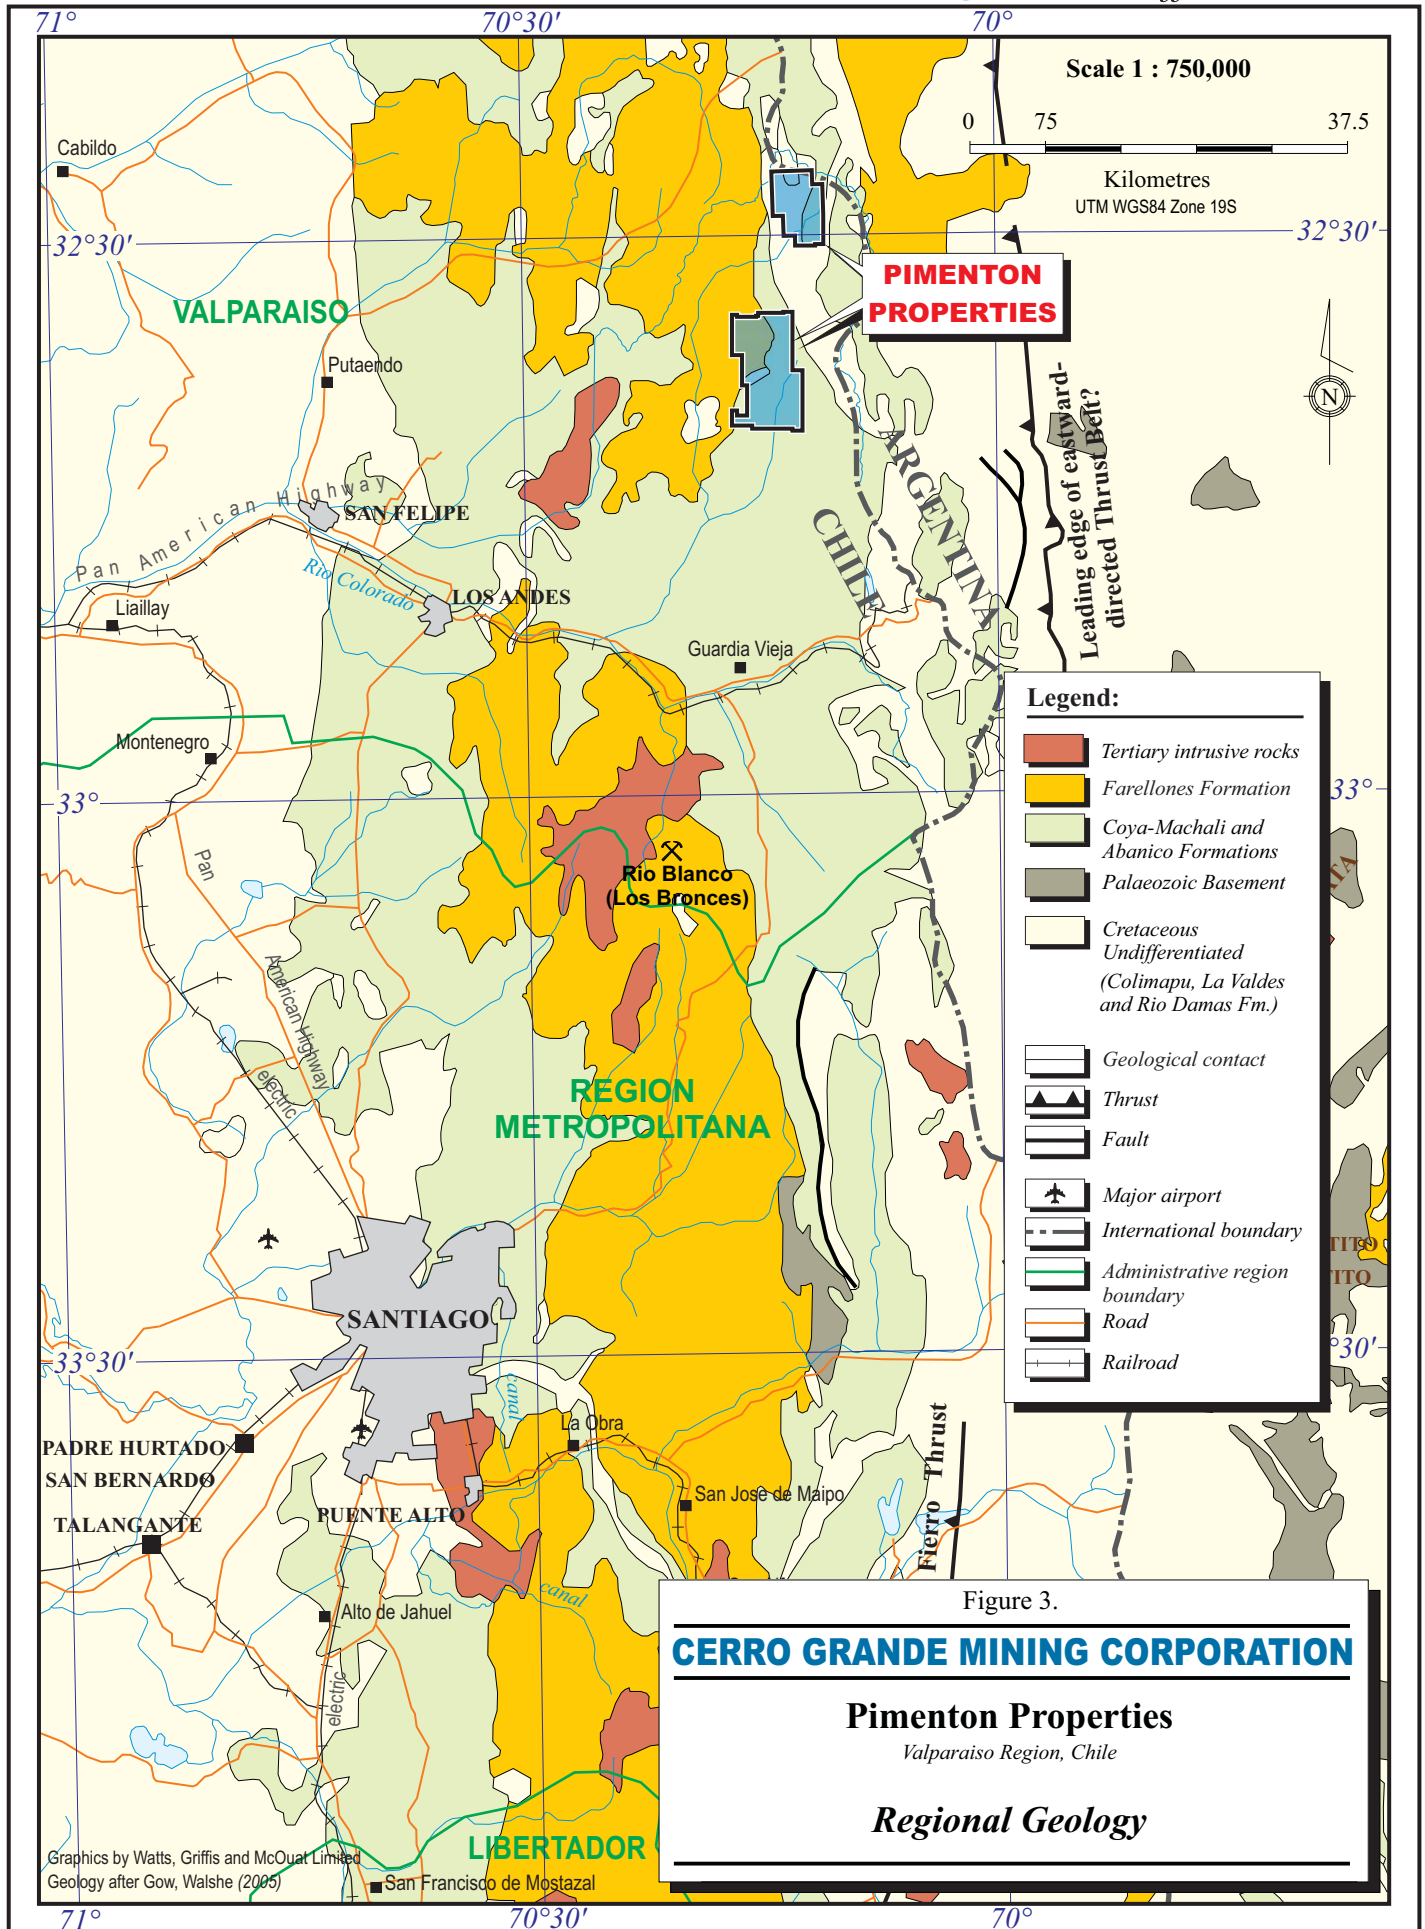 71°
70°30'
70°
Scale 1 : 750,000
0
75
37.5
Kilometres
UTM WGS84 Zone 19S
Cabildo
32°30'
32°30'
PIMENTON
PROPERTIES
VALPARAISO
Putaendo
N
Leading edge of eastward-
directed Thrust Belt?
ARGENTINA
CHILE
Pan American Highway
SAN FELIPE
Rio Colorado
LOS ANDES
Liaillay
Guardia Vieja
Montenegro
33°
33°
Legend:
Tertiary intrusive rocks
Farellones Formation
Coya-Machali and
Abanico Formations
Palaeozoic Basement
Cretaceous
Undifferentiated
(Colimapu, La Valdes
and Rio Damas Fm.)
Geological contact
Thrust
Fault
Major airport
International boundary
Administrative region
boundary
Road
Railroad
ATA
TITO
TITO
Pan
American Highway
electric
Rio Blanco
(Los Bronces)
REGION
METROPOLITANA
SANTIAGO
33°30'
30'
canal
La Obra
PADRE HURTADO
SAN BERNARDO
TALANGANTE
PUENTE ALTO
San Jose de Maipo
Fierro Thrust
canal
Alto de Jahuel
electric
LIBERTADOR
San Francisco de Mostazal
Graphics by Watts, Griffis and McOuat Limited
Geology after Gow, Walshe (2005)
Figure 3.
CERRO GRANDE MINING CORPORATION
Pimenton Properties
Valparaiso Region, Chile
Regional Geology
71°
70°30'
70°